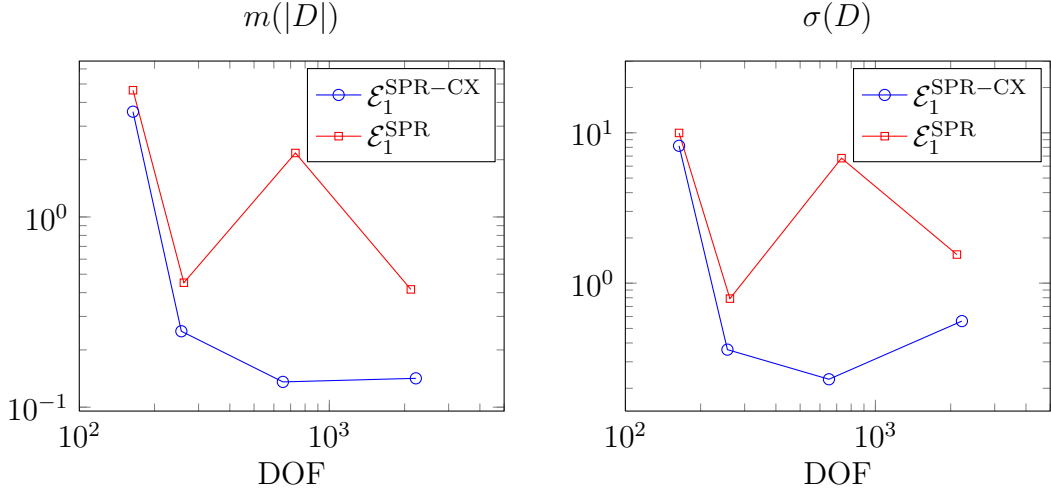 m(|D|)
σ(D)
ℰ₁^SPR−CX
ℰ₁^SPR
ℰ₁^SPR−CX
ℰ₁^SPR
10¹
10⁰
10⁰
10⁻¹
10²
10³
10²
10³
DOF
DOF